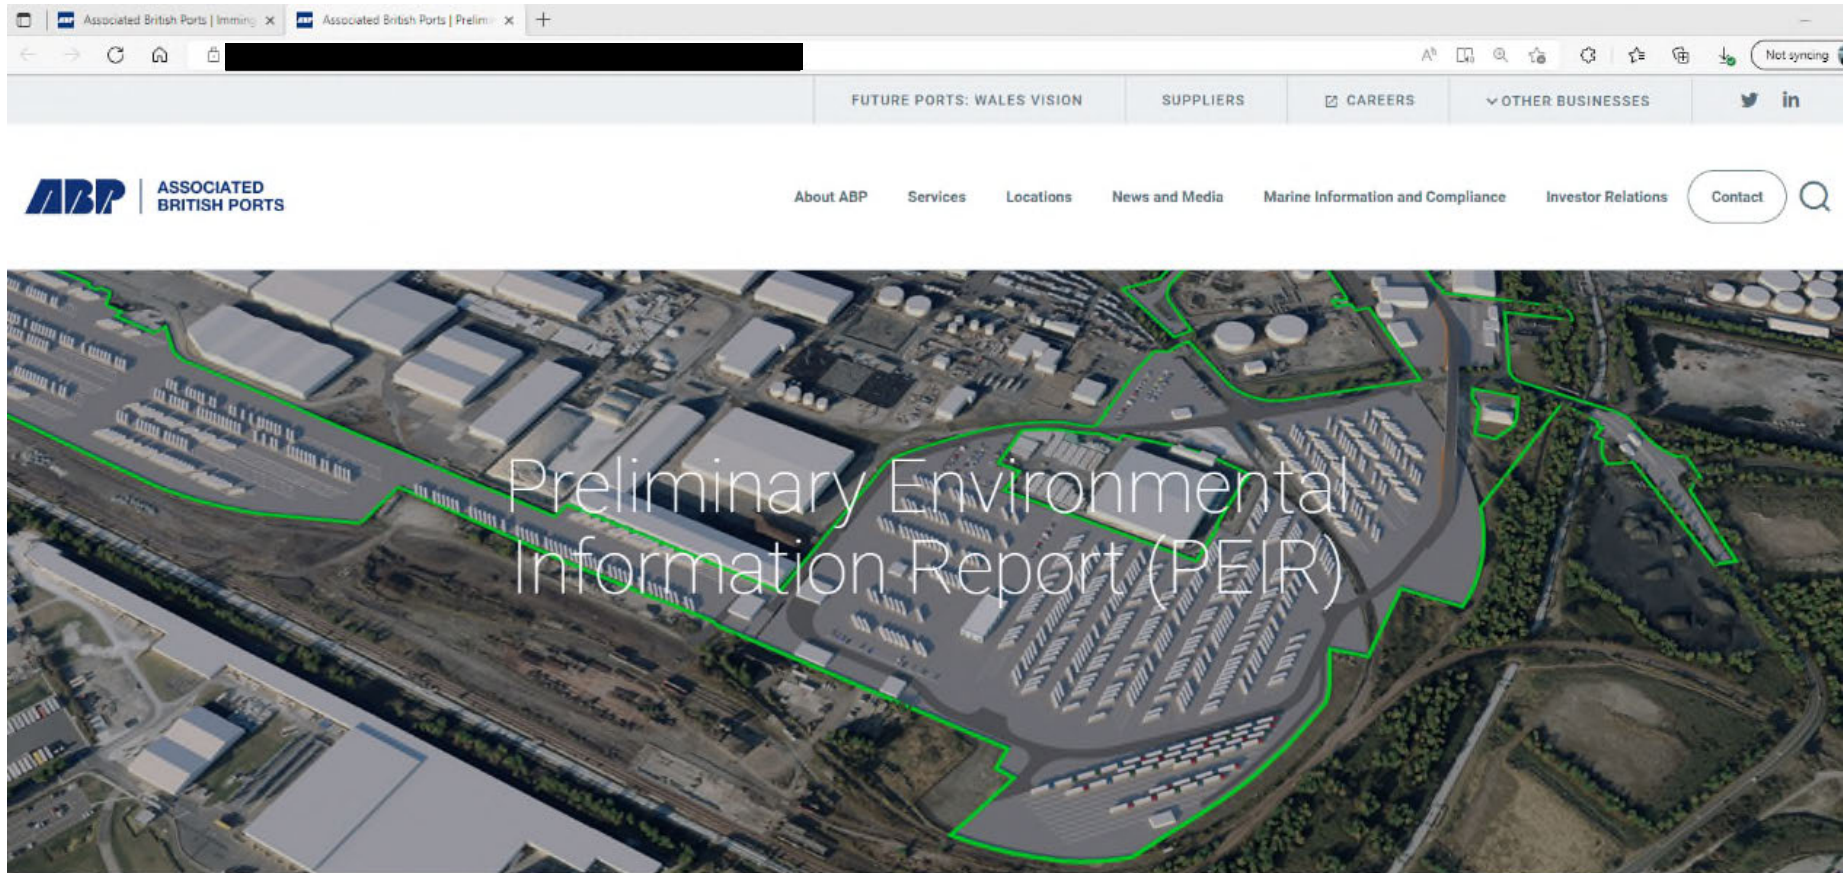 Associated British Ports | Imming
Associated British Ports | Prelim
Not syncing
FUTURE PORTS: WALES VISION
SUPPLIERS
CAREERS
OTHER BUSINESSES
ABP
ASSOCIATED
BRITISH PORTS
About ABP
Services
Locations
News and Media
Marine Information and Compliance
Investor Relations
Contact
Preliminary Environmental
Information Report (PEIR)